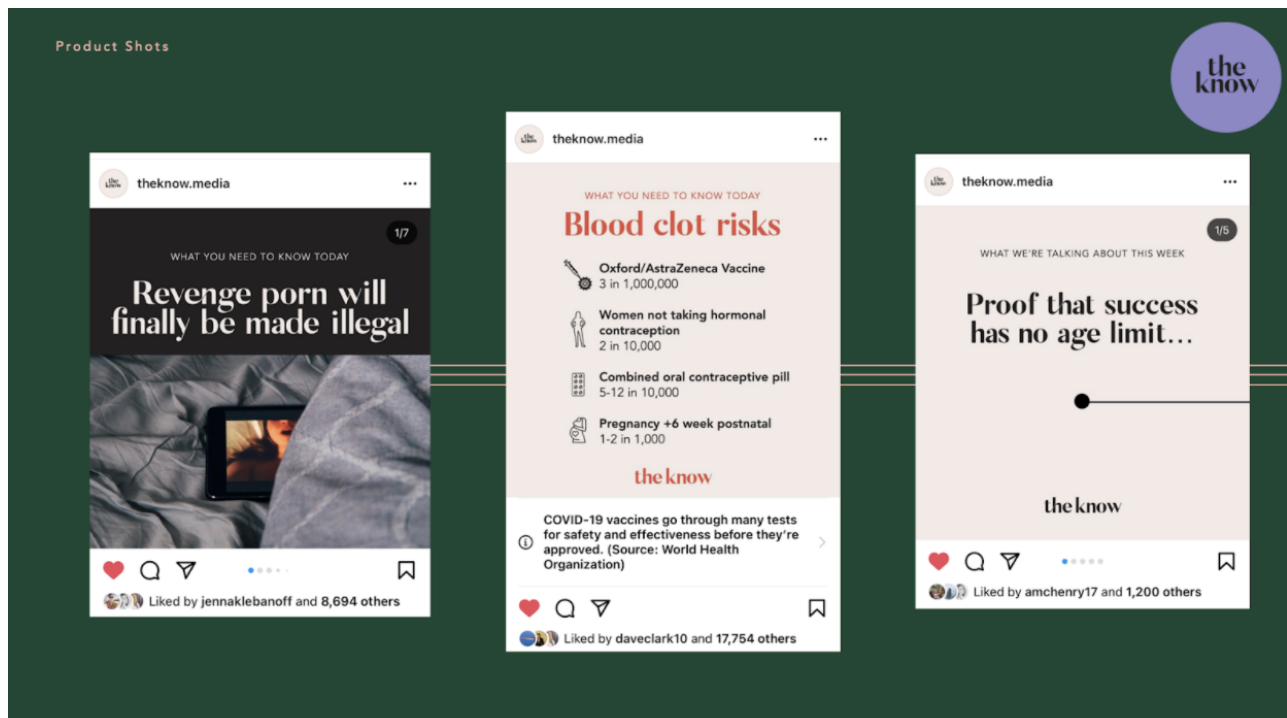 Product Shots
the
know
the
know
theknow.media
1/7
WHAT YOU NEED TO KNOW TODAY
Revenge porn will
finally be made illegal
Liked by jennaklebanoff and 8,694 others
the
know
theknow.media
WHAT YOU NEED TO KNOW TODAY
Blood clot risks
Oxford/AstraZeneca Vaccine
3 in 1,000,000
Women not taking hormonal
contraception
2 in 10,000
Combined oral contraceptive pill
5-12 in 10,000
Pregnancy +6 week postnatal
1-2 in 1,000
the know
COVID-19 vaccines go through many tests
for safety and effectiveness before they're
approved. (Source: World Health
Organization)
Liked by daveclark10 and 17,754 others
the
know
theknow.media
1/5
WHAT WE'RE TALKING ABOUT THIS WEEK
Proof that success
has no age limit...
the know
Liked by amchenry17 and 1,200 others